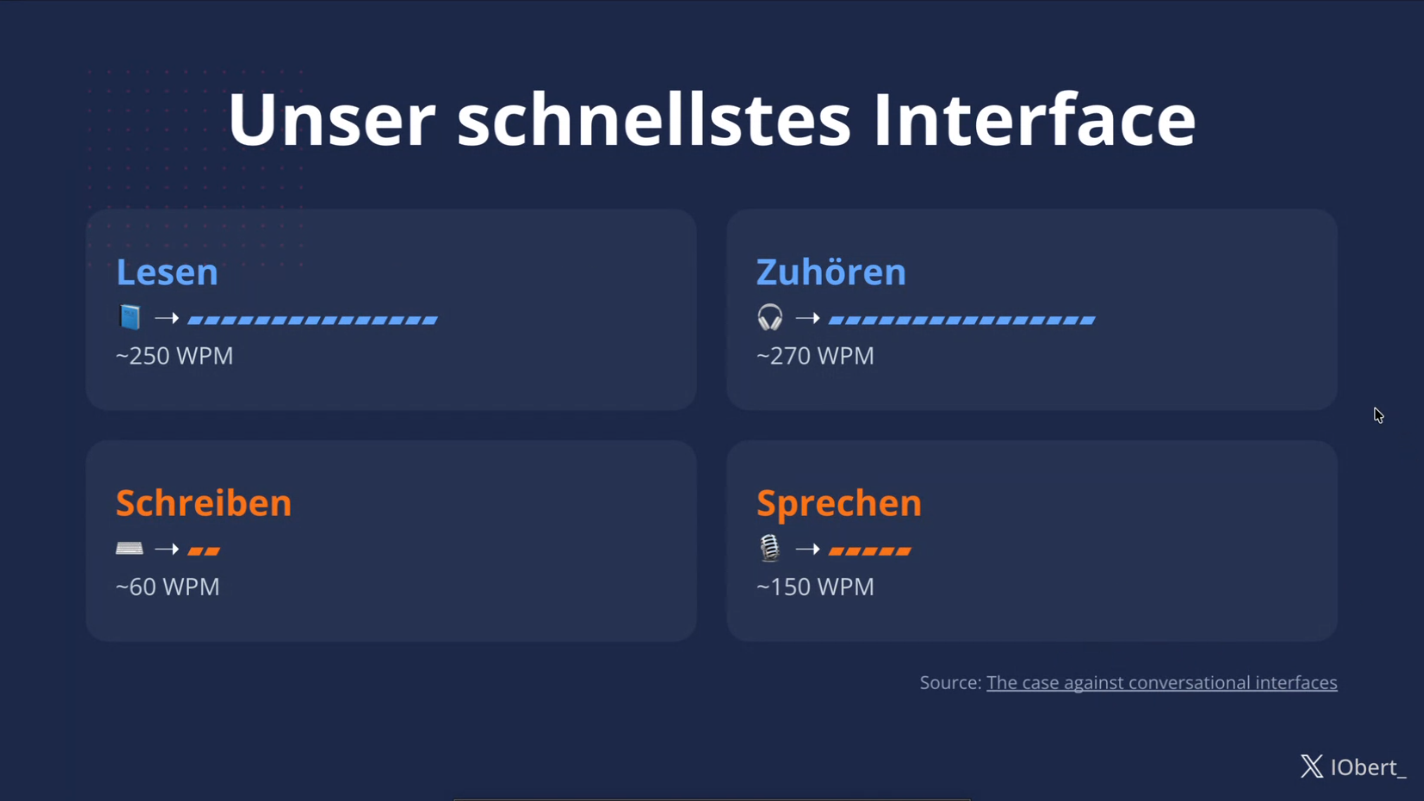 Unser schnellstes Interface
Lesen
~250 WPM
Zuhören
~270 WPM
Schreiben
~60 WPM
Sprechen
~150 WPM
Source: The case against conversational interfaces
X IObert_